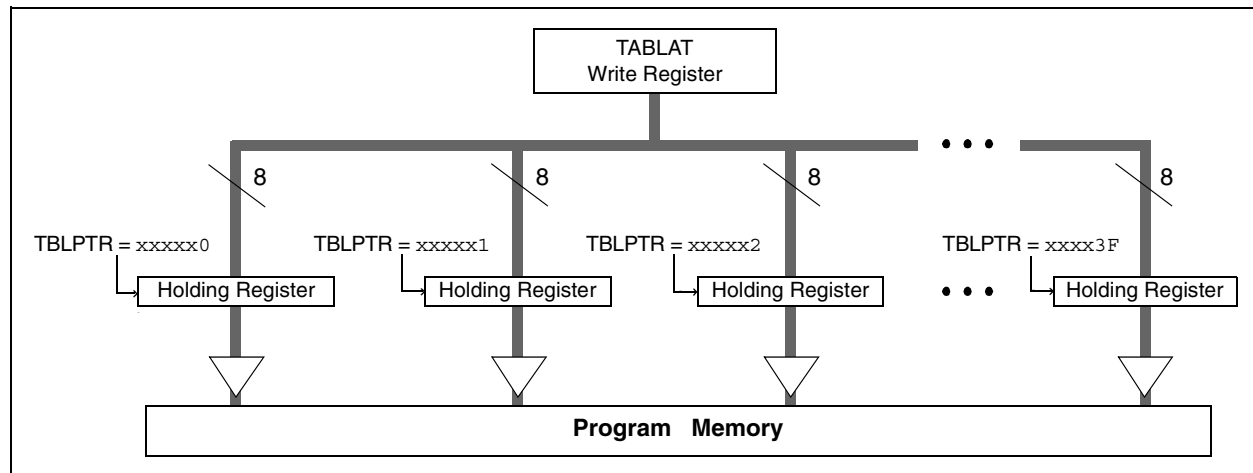 TABLAT
Write Register
8 8 8 8
TBLPTR = xxxxx0 TBLPTR = xxxxx1 TBLPTR = xxxxx2 TBLPTR = xxxx3F
Holding Register Holding Register Holding Register Holding Register
Program Memory